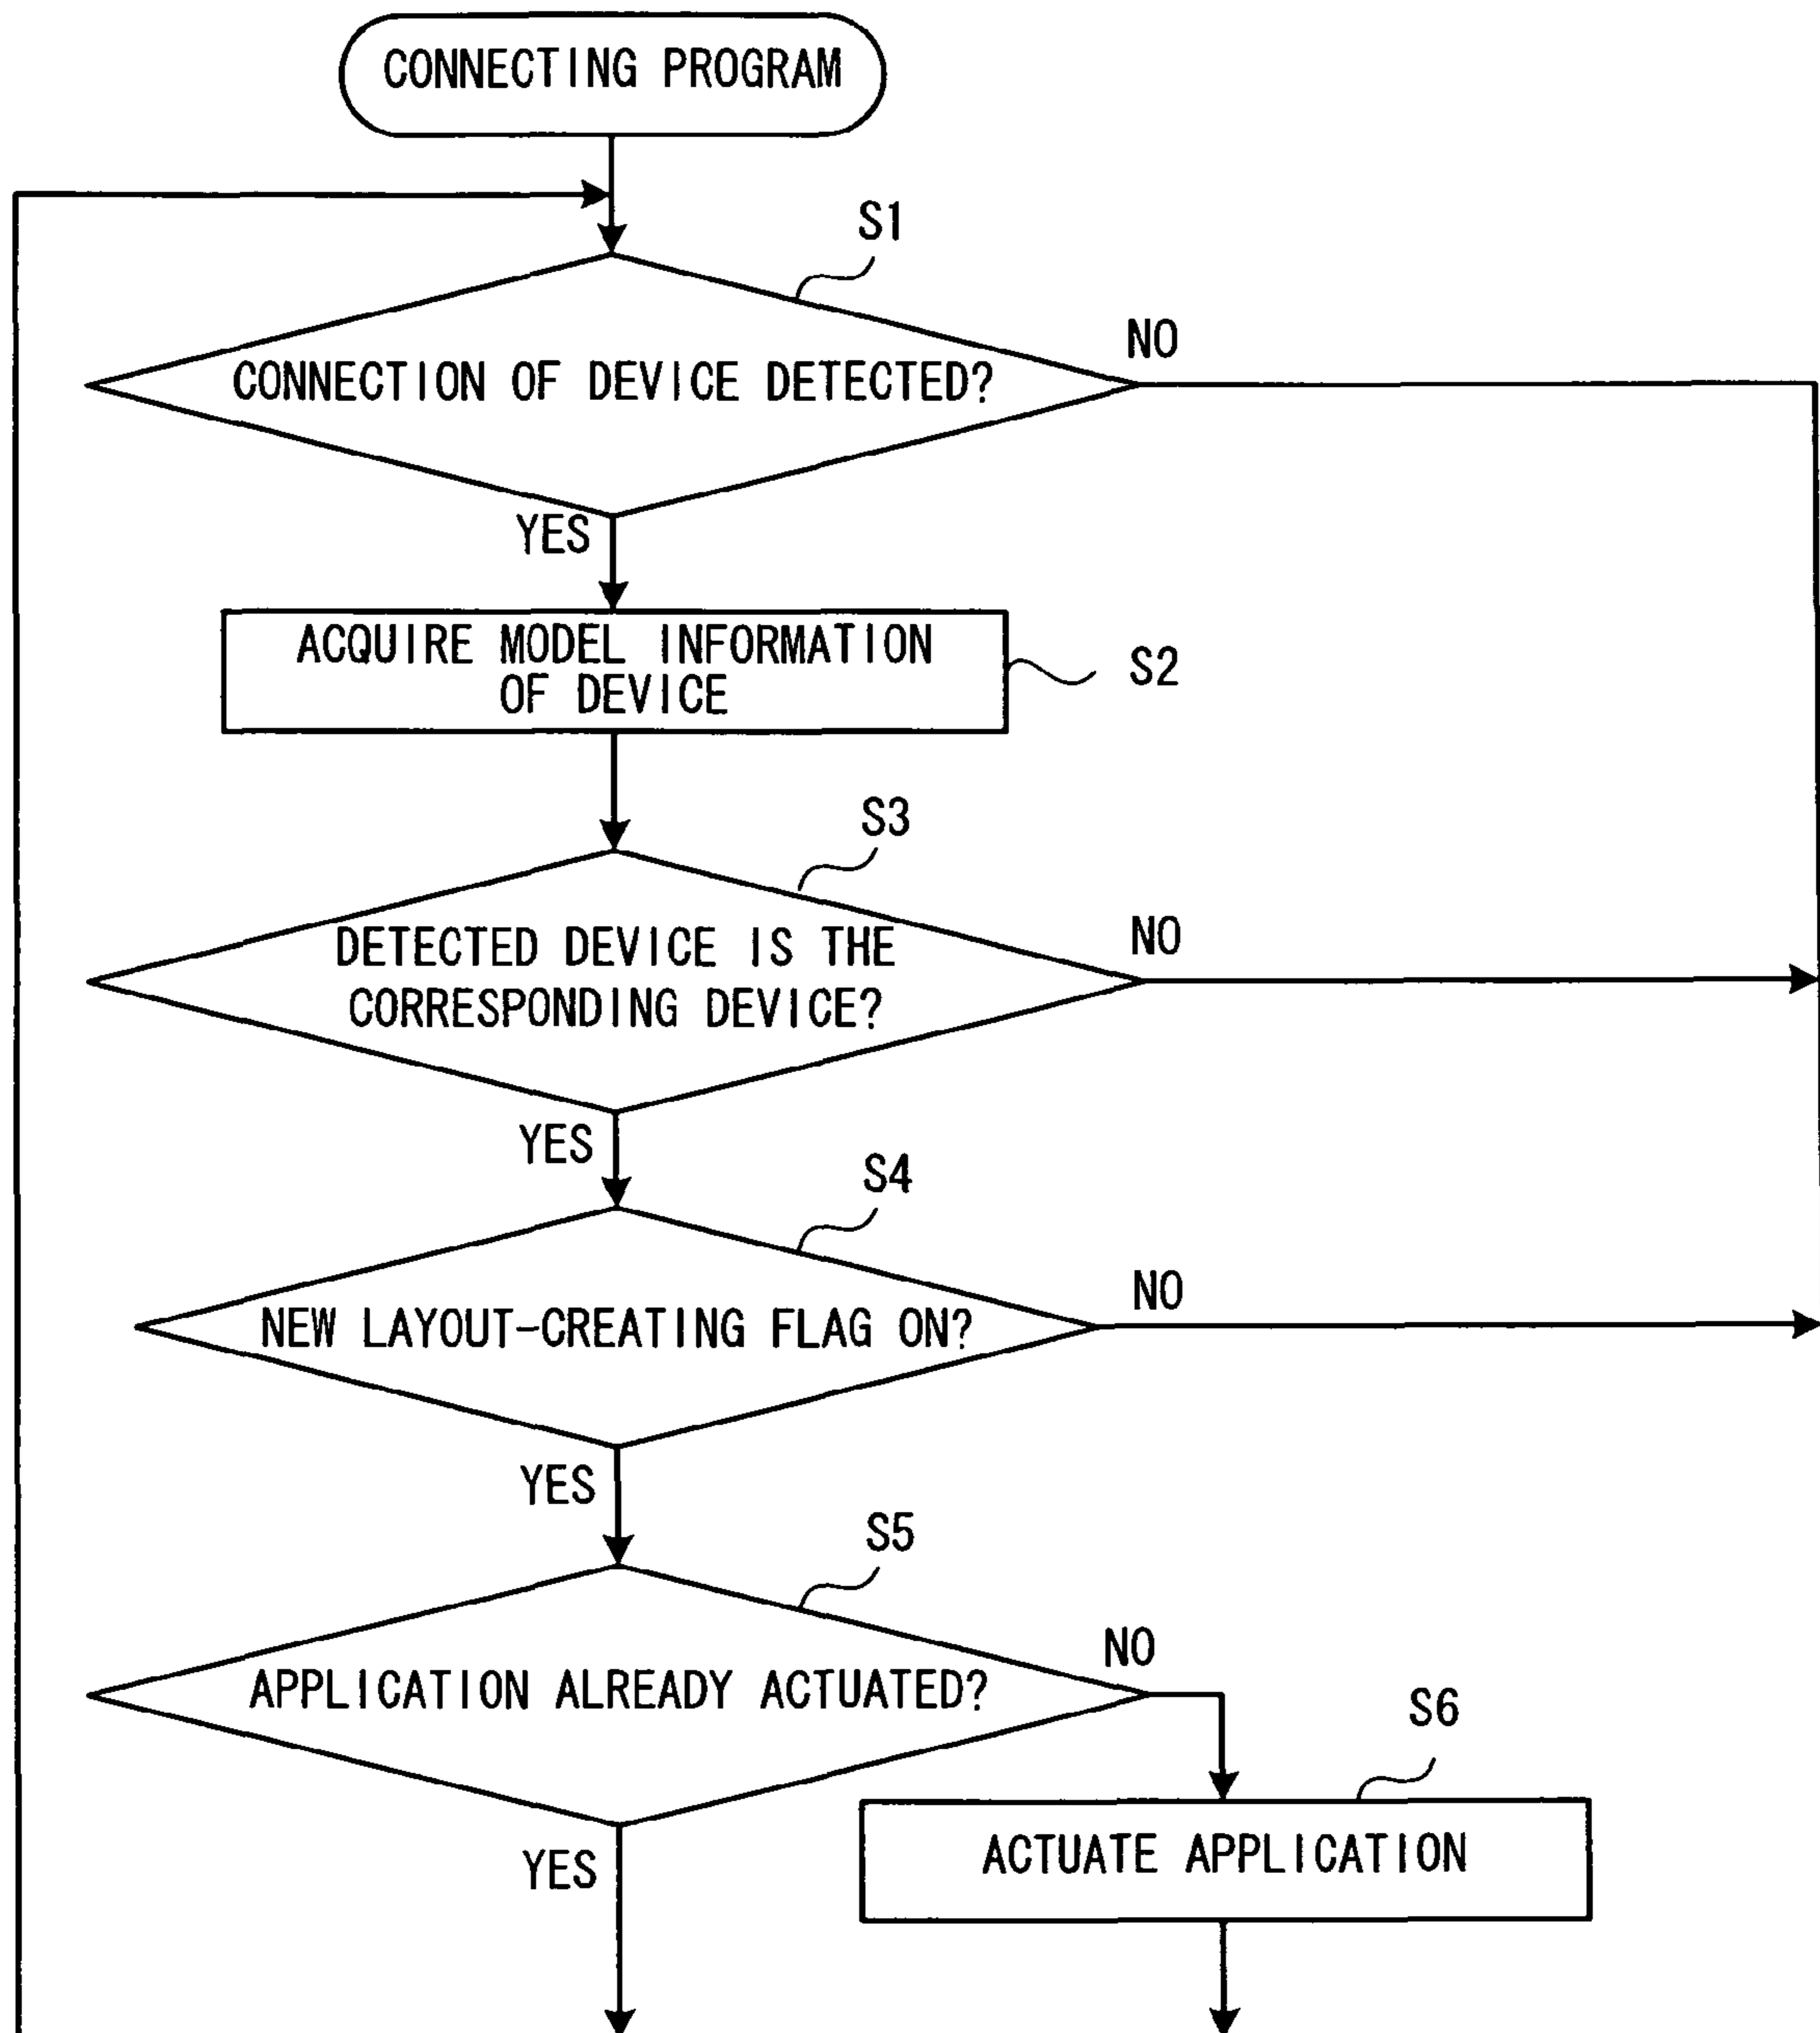 CONNECTING PROGRAM
S1
NO
CONNECTION OF DEVICE DETECTED?
YES
ACQUIRE MODEL INFORMATION
OF DEVICE
S2
S3
NO
DETECTED DEVICE IS THE
CORRESPONDING DEVICE?
YES
S4
NO
NEW LAYOUT-CREATING FLAG ON?
YES
S5
NO
APPLICATION ALREADY ACTUATED?
S6
YES
ACTUATE APPLICATION